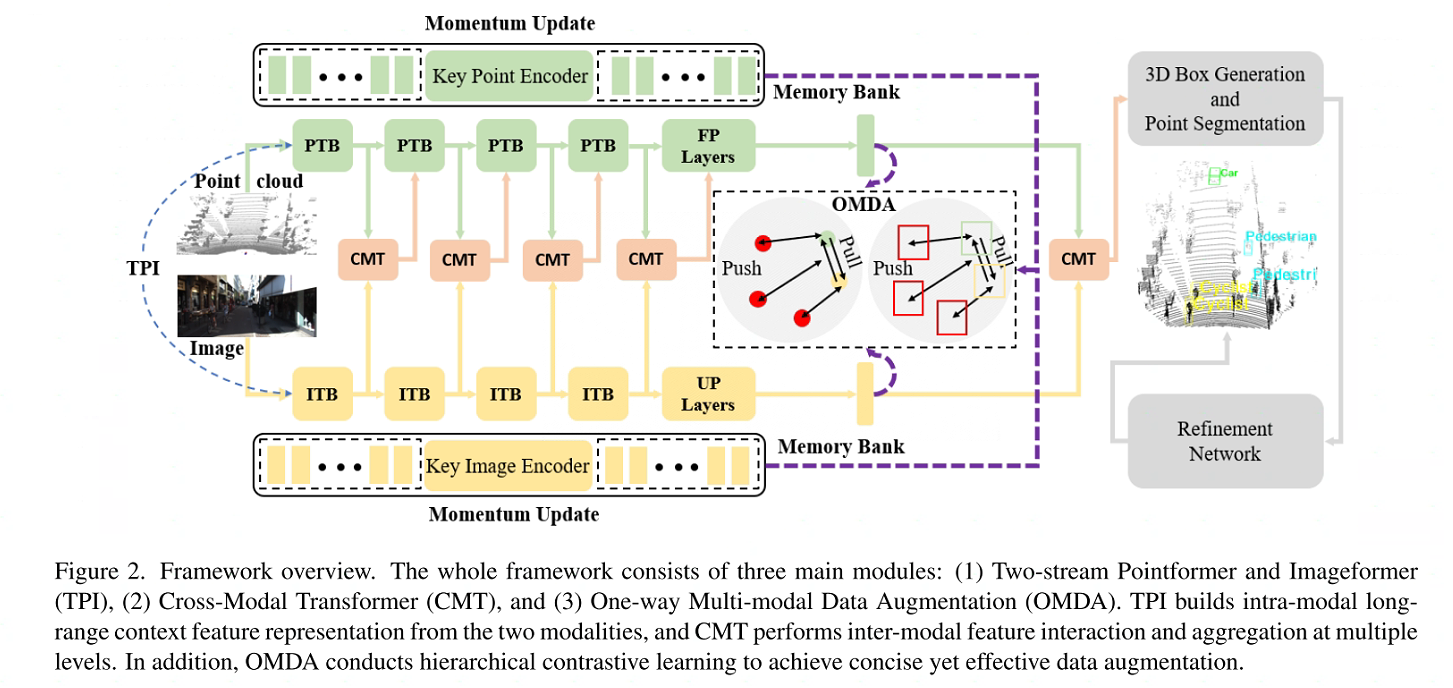 Momentum Update
Key Point Encoder
Memory Bank
PTB
PTB
PTB
PTB
FP
Layers
Point cloud
TPI
Image
CMT
CMT
CMT
CMT
OMDA
Push
Pull
Push
Pull
CMT
ITB
ITB
ITB
ITB
UP
Layers
Memory Bank
Key Image Encoder
Momentum Update
3D Box Generation
and
Point Segmentation
Car
Pedestrian
Pedestri
Cyclist
Cyclist
Refinement
Network
Figure 2. Framework overview. The whole framework consists of three main modules: (1) Two-stream Pointformer and Imageformer
(TPI), (2) Cross-Modal Transformer (CMT), and (3) One-way Multi-modal Data Augmentation (OMDA). TPI builds intra-modal long-
range context feature representation from the two modalities, and CMT performs inter-modal feature interaction and aggregation at multiple
levels. In addition, OMDA conducts hierarchical contrastive learning to achieve concise yet effective data augmentation.